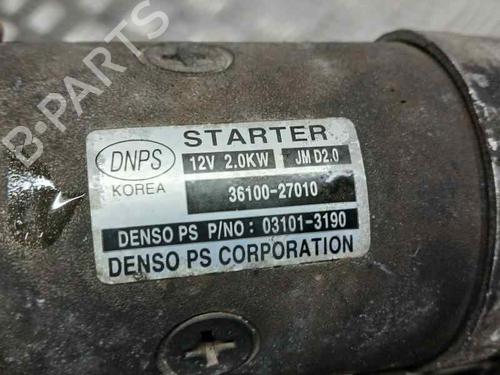 STARTER
DNPS 12V 2.0KW JM D2.0
KOREA 36100-27010
DENSO PS P/NO: 03101-3190
DENSO PS CORPORATION
B-PARTS